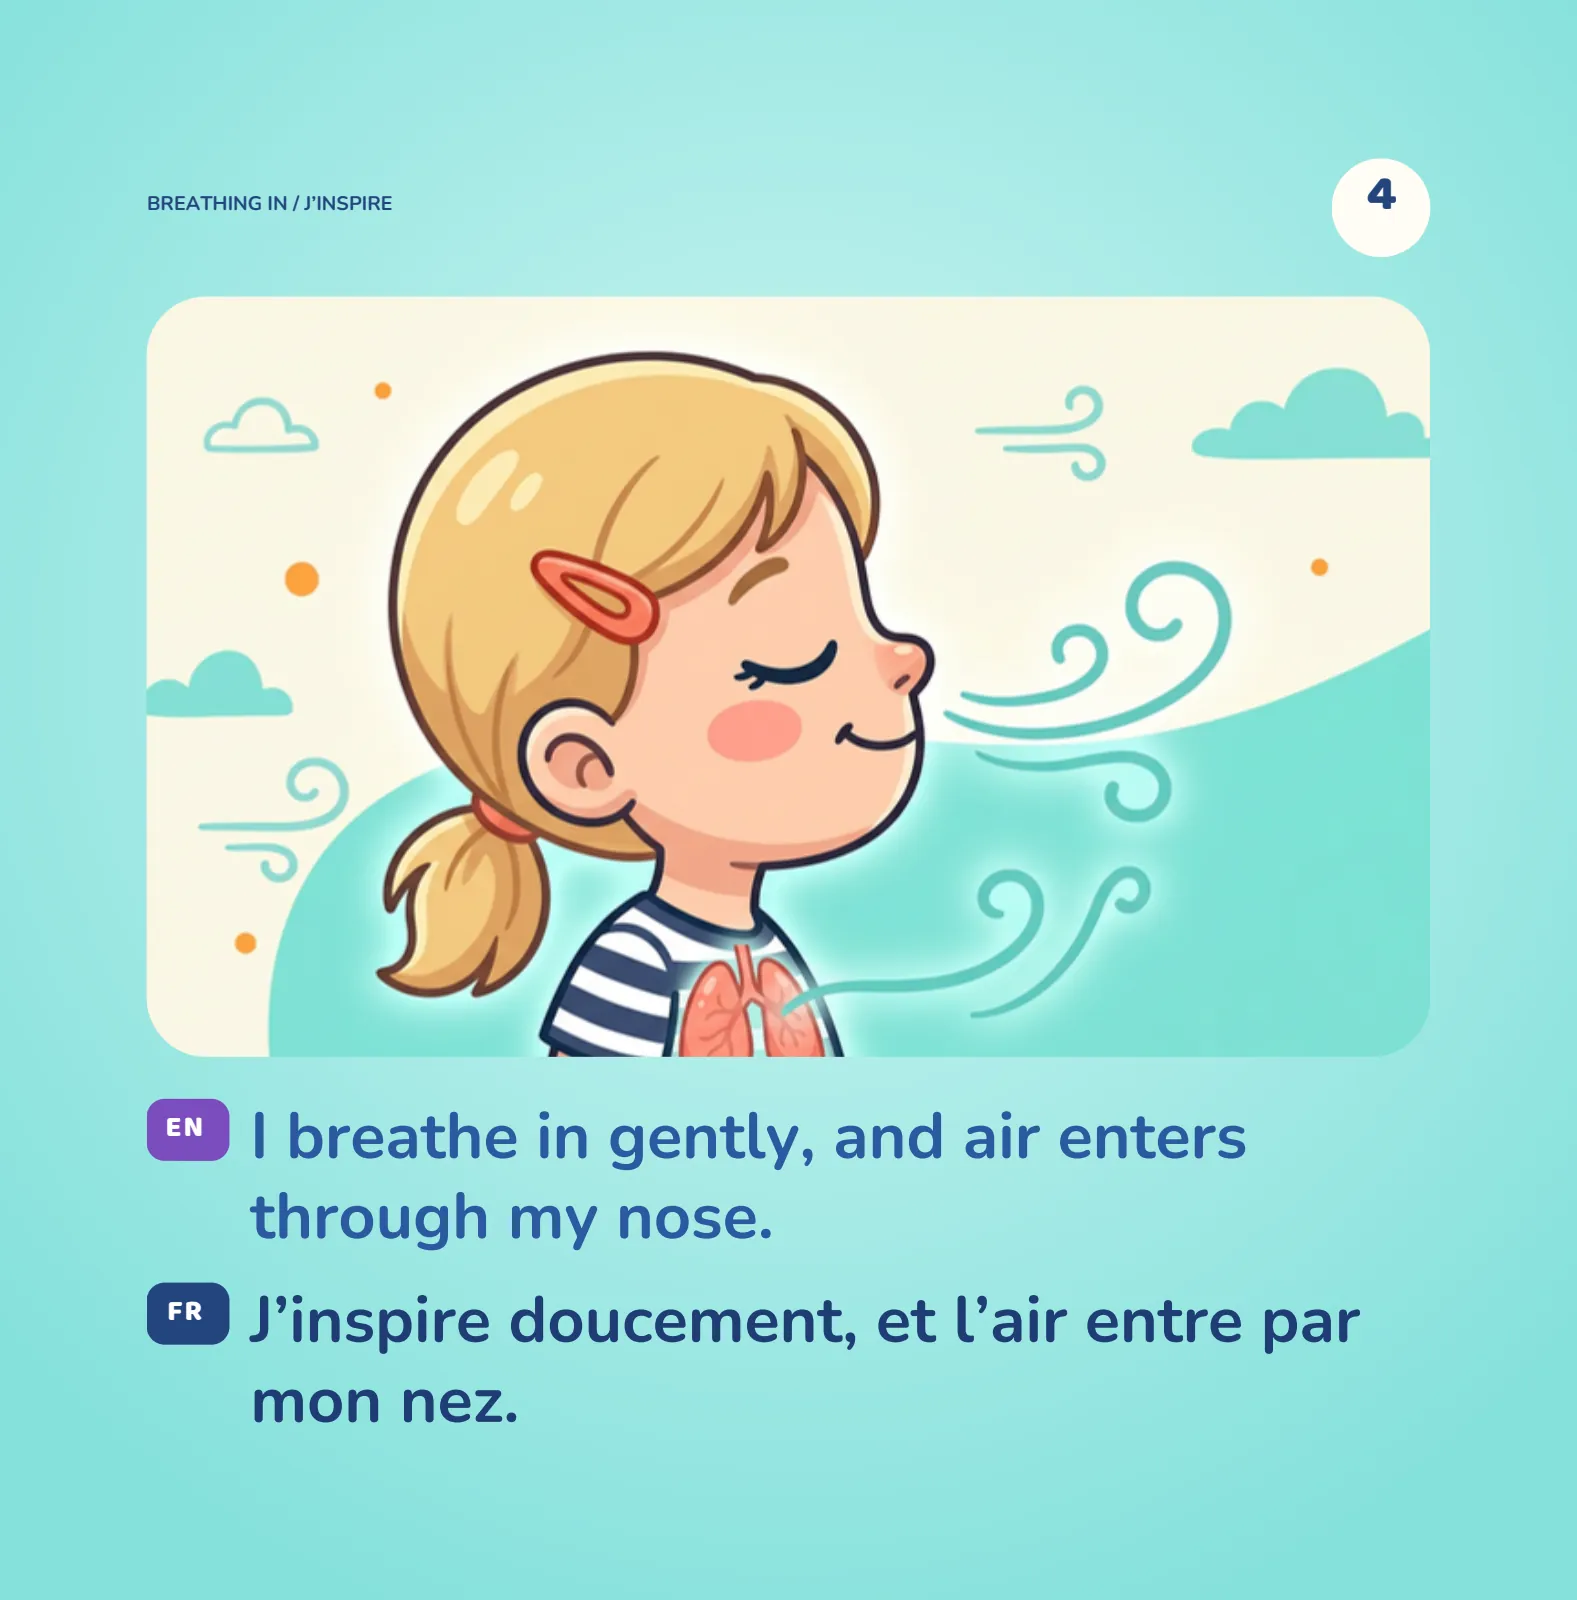 BREATHING IN / J’INSPIRE
4
EN
I breathe in gently, and air enters
through my nose.
FR
J’inspire doucement, et l’air entre par
mon nez.